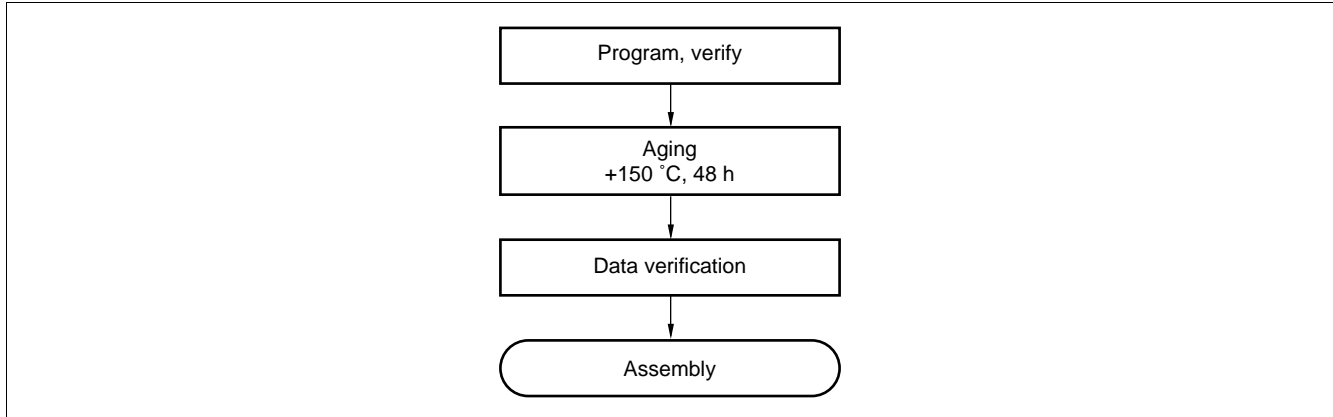 Program, verify
Aging
+150 ˚C, 48 h
Data verification
Assembly